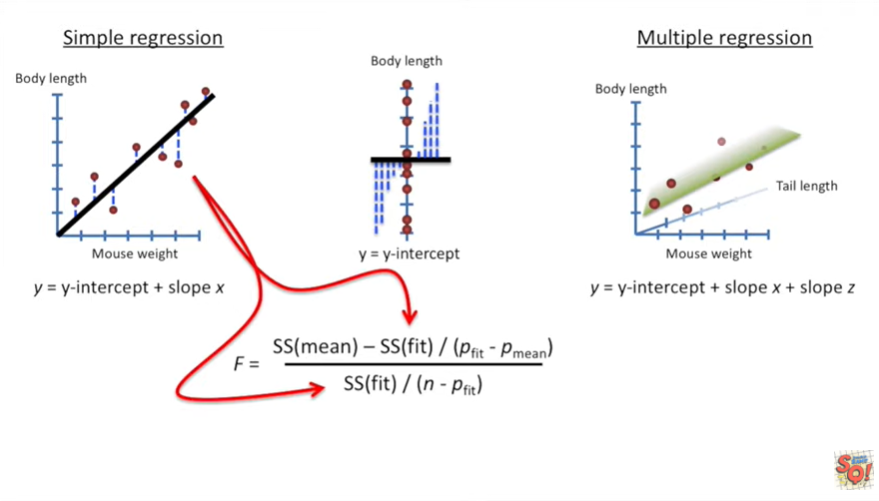 Simple regression
Multiple regression
Body length
Body length
Body length
Tail length
Mouse weight
y = y-intercept
Mouse weight
y = y-intercept + slope x
y = y-intercept + slope x + slope z
SS(mean) – SS(fit) / (pfit - pmean)
F =
SS(fit) / (n - pfit)
SQ!